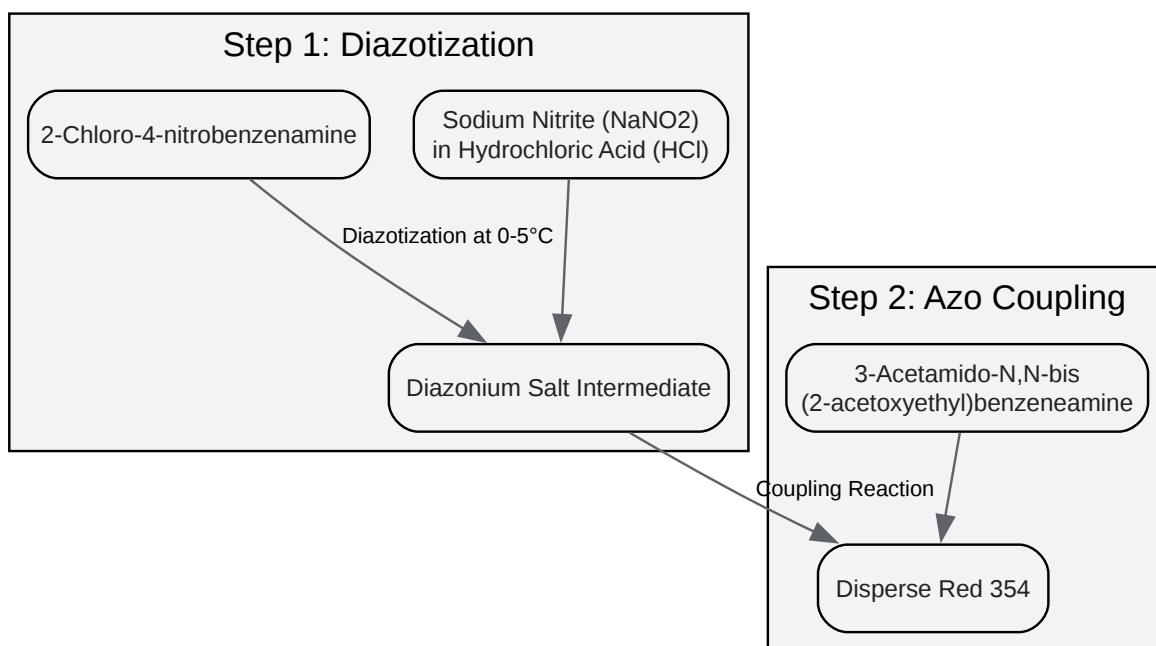 Step 1: Diazotization
2-Chloro-4-nitrobenzenamine
Sodium Nitrite (NaNO2)
in Hydrochloric Acid (HCl)
Diazotization at 0-5°C
Diazonium Salt Intermediate
Step 2: Azo Coupling
3-Acetamido-N,N-bis
(2-acetoxyethyl)benzeneamine
Coupling Reaction
Disperse Red 354